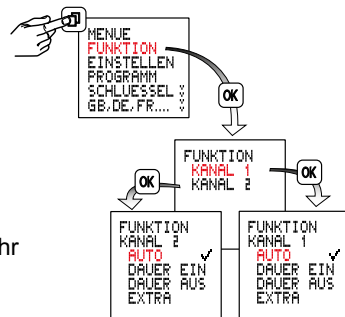 MENUE
FUNKTION
EINSTELLEN
PROGRAMM
SCHLUESSEL
GB,DE,FR....
OK
FUNKTION
KANAL 1
KANAL 2
OK
OK
hr
FUNKTION
KANAL 2
AUTO ✓
DAUER EIN
DAUER AUS
EXTRA
FUNKTION
KANAL 1
AUTO ✓
DAUER EIN
DAUER AUS
EXTRA